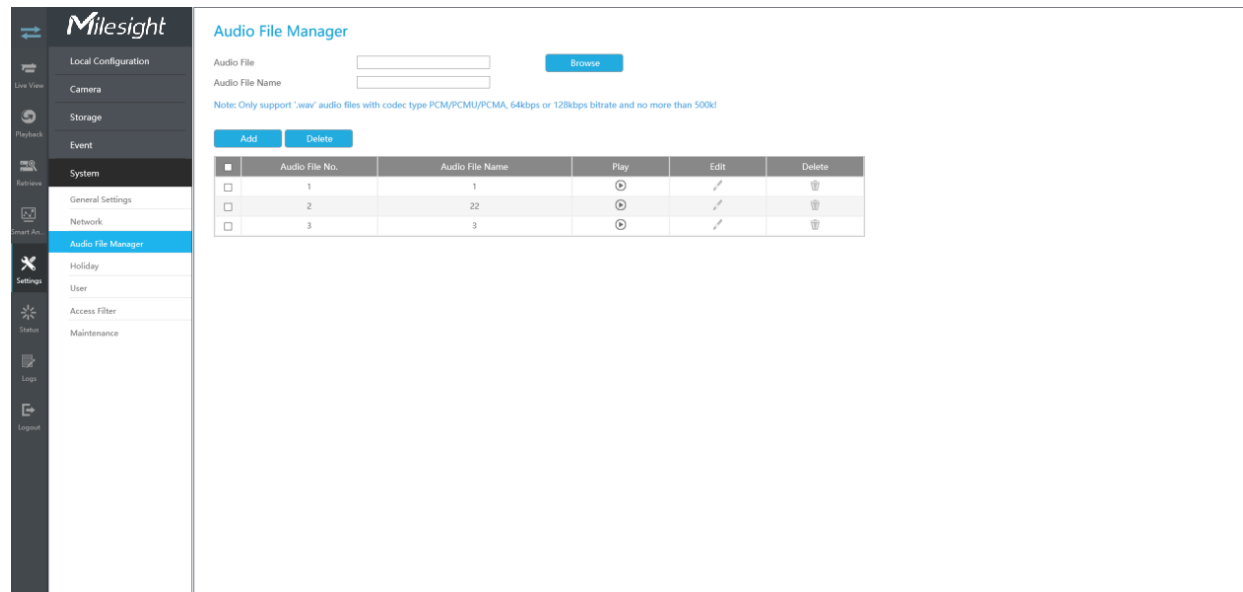 Milesight
Live View
Playback
Retrieve
Smart An...
Settings
Status
Logs
Logout
Local Configuration
Camera
Storage
Event
System
General Settings
Network
Audio File Manager
Holiday
User
Access Filter
Maintenance
Audio File Manager
Audio File Browse
Audio File Name
Note: Only support '.wav' audio files with codec type PCM/PCMU/PCMA, 64kbps or 128kbps bitrate and no more than 500k!
Add Delete
Audio File No. Audio File Name Play Edit Delete
1 1
2 22
3 3